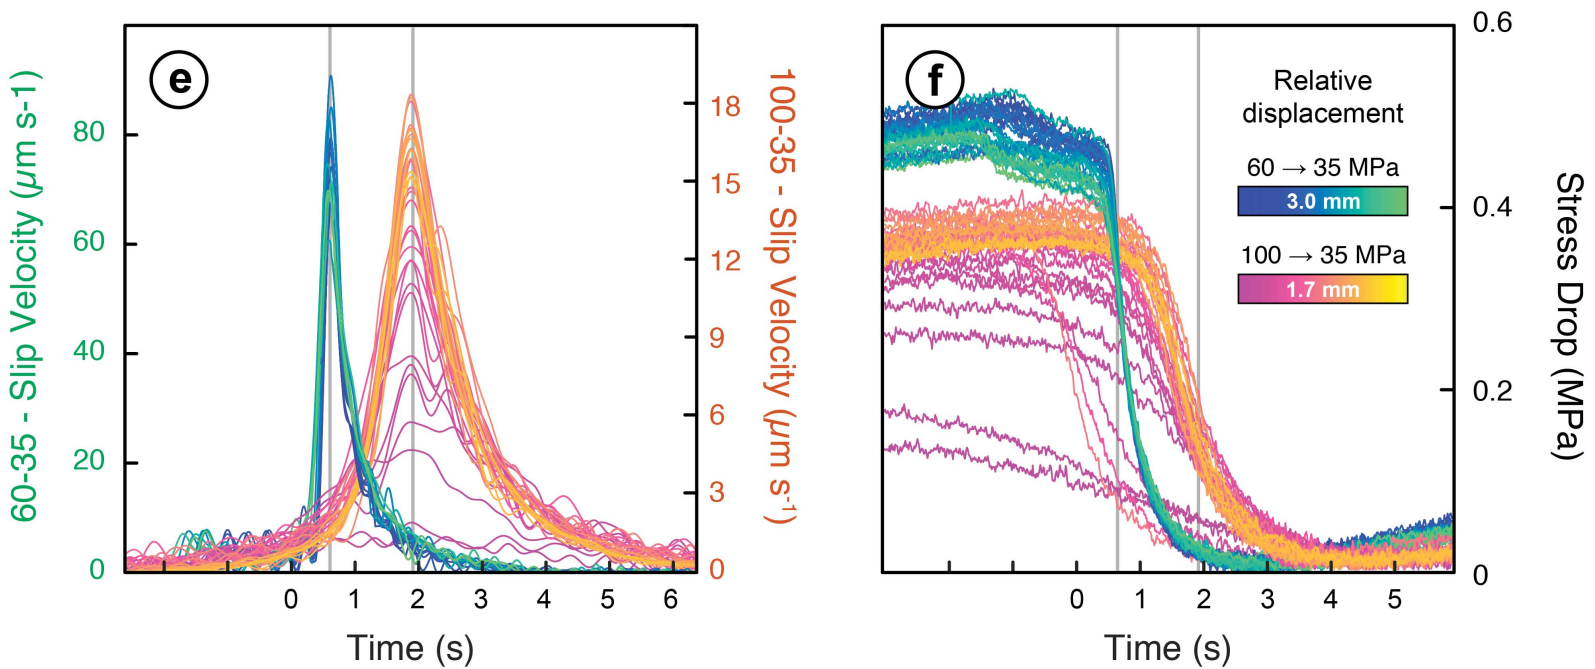 e
60-35 - Slip Velocity (µm s-1)
80
60
40
20
0
18
15
12
9
6
3
0
100-35 - Slip Velocity (µm s-1)
0 1 2 3 4 5 6
Time (s)
f
Relative
displacement
60 → 35 MPa
3.0 mm
100 → 35 MPa
1.7 mm
0.6
0.4
0.2
0
Stress Drop (MPa)
0 1 2 3 4 5
Time (s)